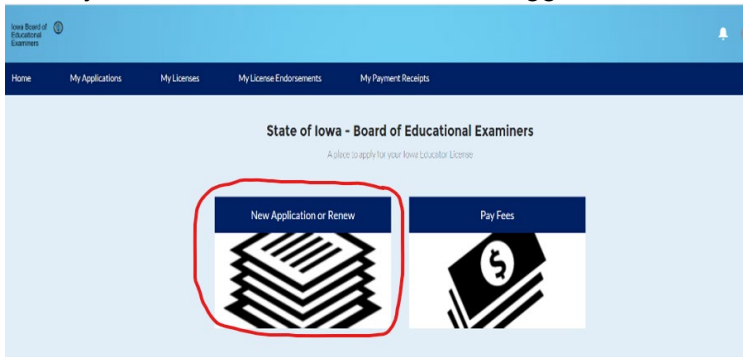 Iowa Board of
Educational
Examiners
Home My Applications My Licenses My License Endorsements My Payment Receipts
State of Iowa - Board of Educational Examiners
A place to apply for your Iowa Educator License
New Application or Renew
Pay Fees
$